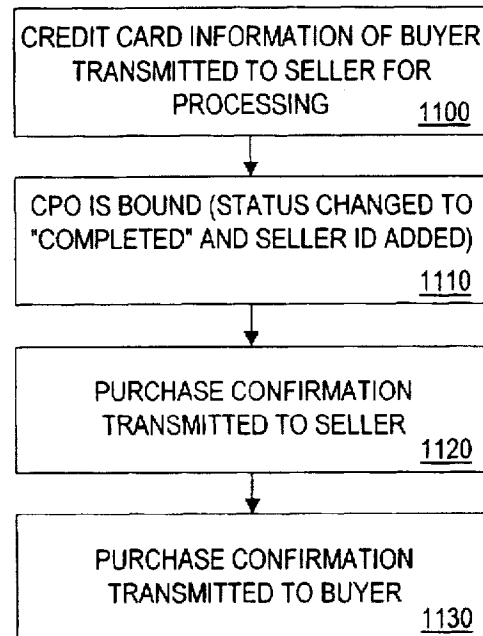 CREDIT CARD INFORMATION OF BUYER
TRANSMITTED TO SELLER FOR
PROCESSING
1100
CPO IS BOUND (STATUS CHANGED TO
"COMPLETED" AND SELLER ID ADDED)
1110
PURCHASE CONFIRMATION
TRANSMITTED TO SELLER
1120
PURCHASE CONFIRMATION
TRANSMITTED TO BUYER
1130